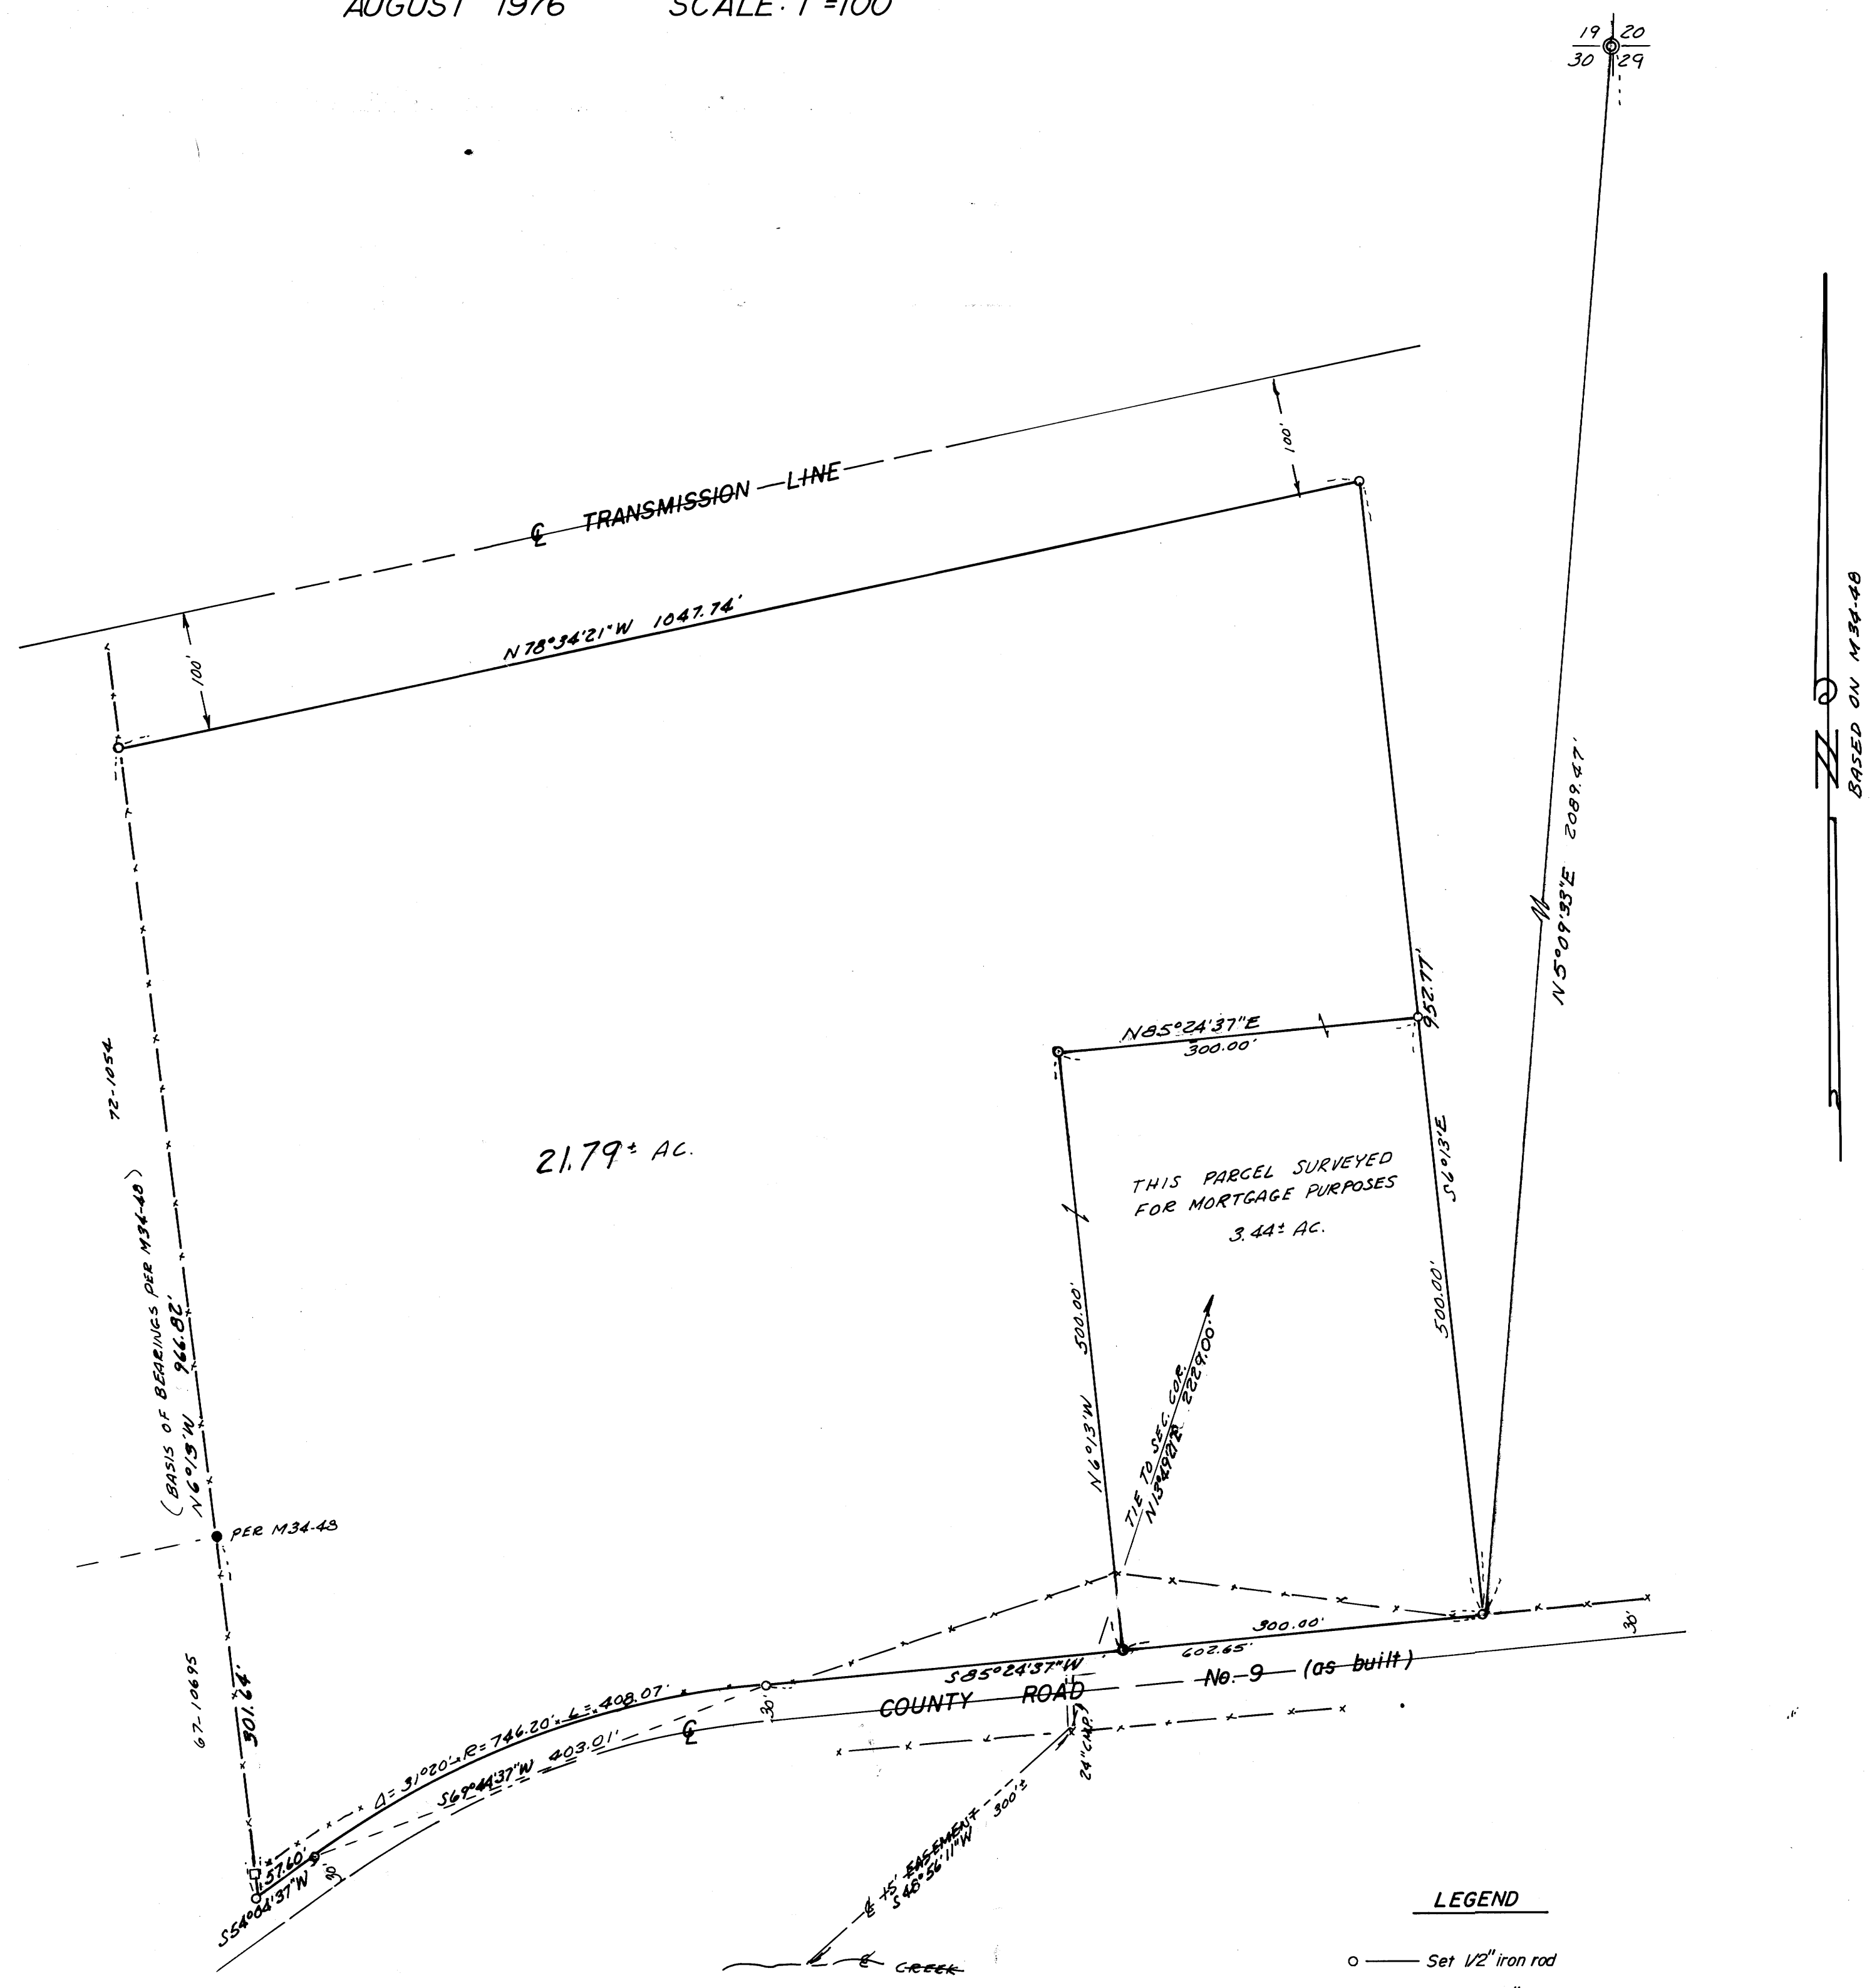 AUGUST 1976 SCALE: 1"=100'
19 20
30 29
100'
℄ TRANSMISSION LINE
N78°34'21"W 1047.74'
100'
BASED ON M34-48
N
N5°09'33"E 2089.47'
952.77'
N85°24'37"E
300.00'
72-1054
21.79± AC.
S6°13'E
500.00'
THIS PARCEL SURVEYED
FOR MORTGAGE PURPOSES
3.44± AC.
(BASIS OF BEARINGS PER M34-48)
N6°13'W 966.82'
500.00'
N6°13'W
TIE TO SEC. COR.
2229.00'
PER M34-48
300.00'
602.65'
S85°24'37"W
30'
COUNTY ROAD No. 9 (as built)
℄
30'
67-10695
301.64'
Δ=31°20' R=746.20' L=408.07'
S69°44'37"W 403.01'
24" CMP.
57.60'
S54°04'37"W
30'
℄ 15' EASEMENT
S48°56'11"W 300'±
℄ CREEK
LEGEND
Set 1/2" iron rod